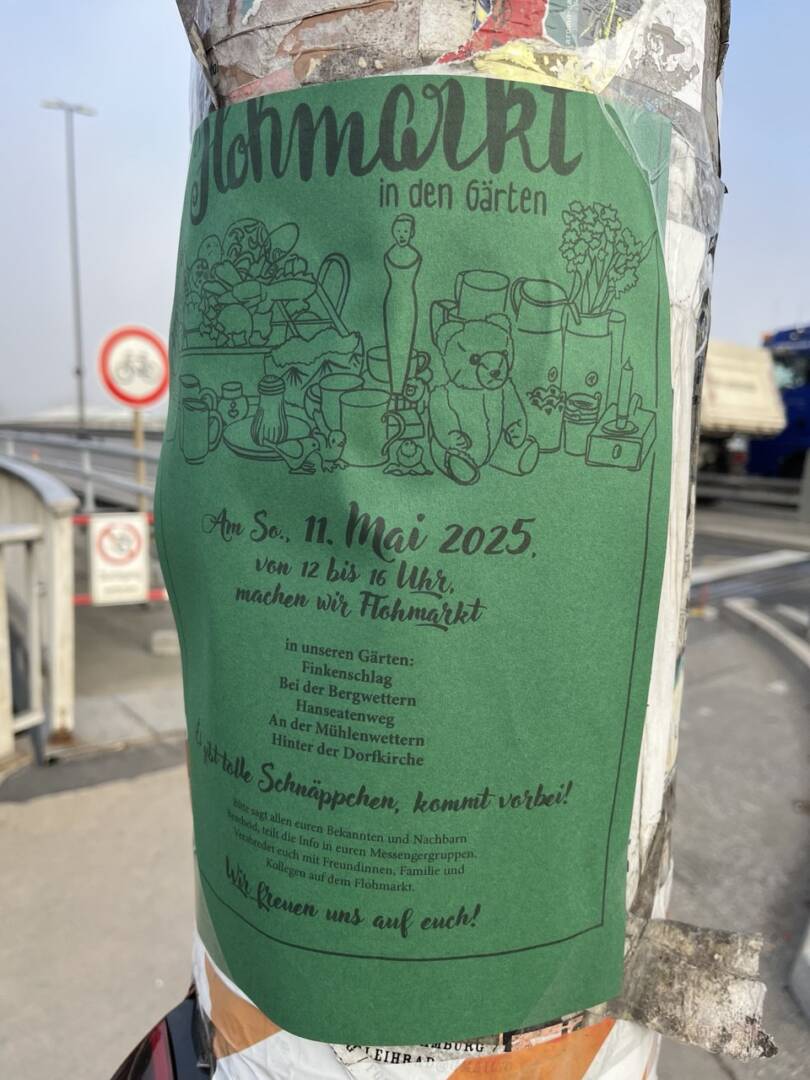 Flohmarkt
in den Gärten
Am So., 11. Mai 2025,
von 12 bis 16 Uhr,
machen wir Flohmarkt
in unseren Gärten:
Finkenschlag
Bei der Bergwettern
Hanseatenweg
An der Mühlenwettern
Hinter der Dorfkirche
Es gibt tolle Schnäppchen, kommt vorbei!
Bitte sagt allen euren Bekannten und Nachbarn
Bescheid, teilt die Info in euren Messengergruppen.
Verabredet euch mit Freundinnen, Familie und
Kollegen auf dem Flohmarkt.
Wir freuen uns auf euch!